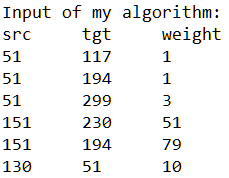 Input of my algorithm:
src tgt weight
51 117 1
51 194 1
51 299 3
151 230 51
151 194 79
130 51 10